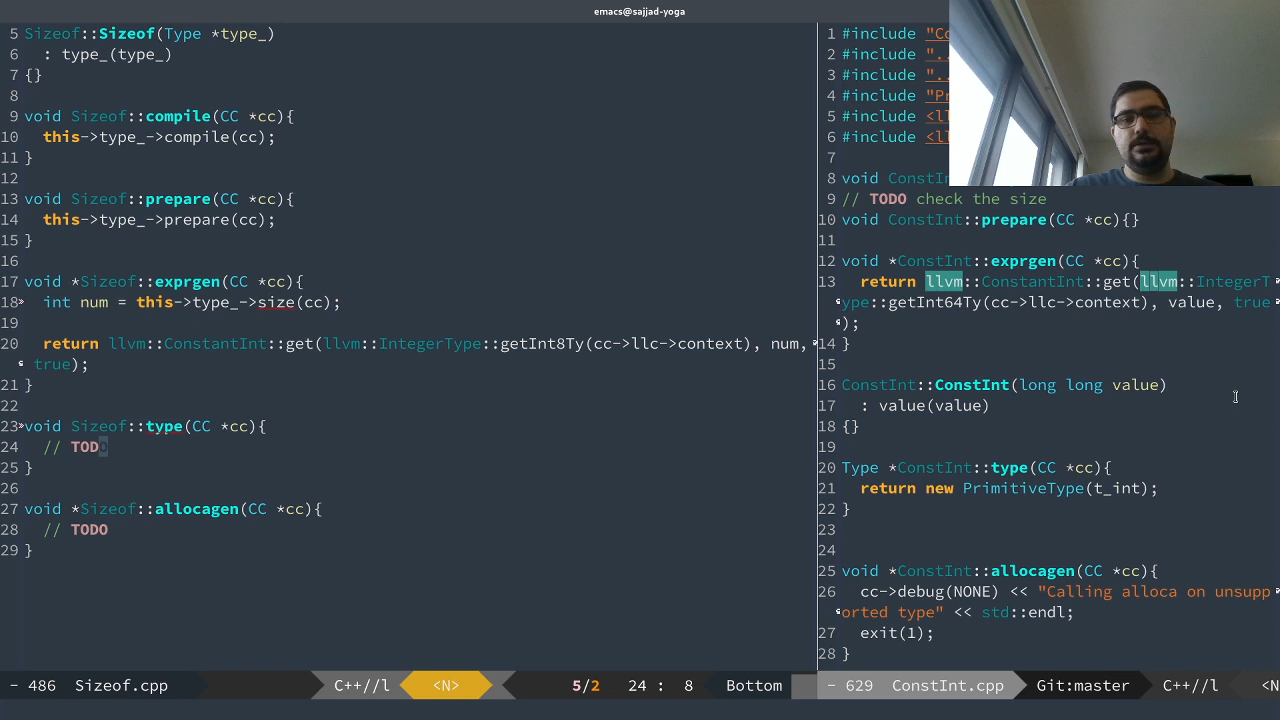 emacs@sajjad-yoga
5 Sizeof::Sizeof(Type *type_)
6   : type_(type_)
7 {}
8
9 void Sizeof::compile(CC *cc){
10   this->type_->compile(cc);
11 }
12
13 void Sizeof::prepare(CC *cc){
14   this->type_->prepare(cc);
15 }
16
17 void *Sizeof::exprgen(CC *cc){
18   int num = this->type_->size(cc);
19
20   return llvm::ConstantInt::get(llvm::IntegerType::getInt8Ty(cc->llc->context), num,
true);
21 }
22
23 void Sizeof::type(CC *cc){
24   // TODO
25 }
26
27 void *Sizeof::allocagen(CC *cc){
28   // TODO
29 }
- 486 Sizeof.cpp C++//l <N> 5/2 24 : 8 Bottom
1 #include "Co
2 #include "..
3 #include "..
4 #include "Pr
5 #include <ll
6 #include <ll
7
8 void ConstIn
9 // TODO check the size
10 void ConstInt::prepare(CC *cc){}
11
12 void *ConstInt::exprgen(CC *cc){
13   return llvm::ConstantInt::get(llvm::IntegerT
ype::getInt64Ty(cc->llc->context), value, true
);
14 }
15
16 ConstInt::ConstInt(long long value)
17   : value(value)
18 {}
19
20 Type *ConstInt::type(CC *cc){
21   return new PrimitiveType(t_int);
22 }
23
24
25 void *ConstInt::allocagen(CC *cc){
26   cc->debug(NONE) << "Calling alloca on unsupp
orted type" << std::endl;
27   exit(1);
28 }
- 629 ConstInt.cpp Git:master C++//l <N